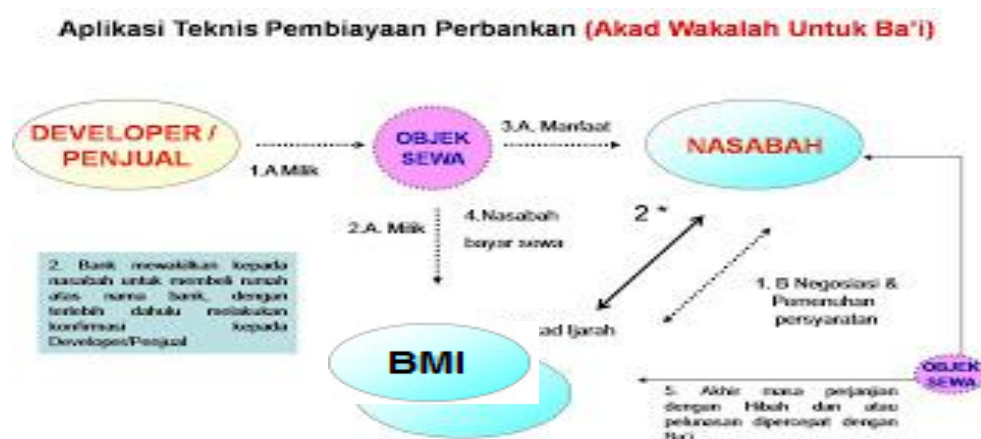 Aplikasi Teknis Pembiayaan Perbankan (Akad Wakalah Untuk Ba'i)
DEVELOPER /
PENJUAL
1.A Milik
OBJEK
SEWA
3.A. Manfaat
NASABAH
2.A. Milik
4.Nasabah
bayar sewa
2 *
2. Bank mewakilkan kepada
nasabah untuk membeli rumah
atas nama bank, dengan
terlebih dahulu melakukan
konfirmasi kepada
Developer/Penjual
1. B Negosiasi &
Pemenuhan
persyaratan
ad Ijarah
BMI
OBJEK
SEWA
5. Akhir masa perjanjian
dengan Hibah dan atau
pelunasan dipercepat dengan
Ba'i